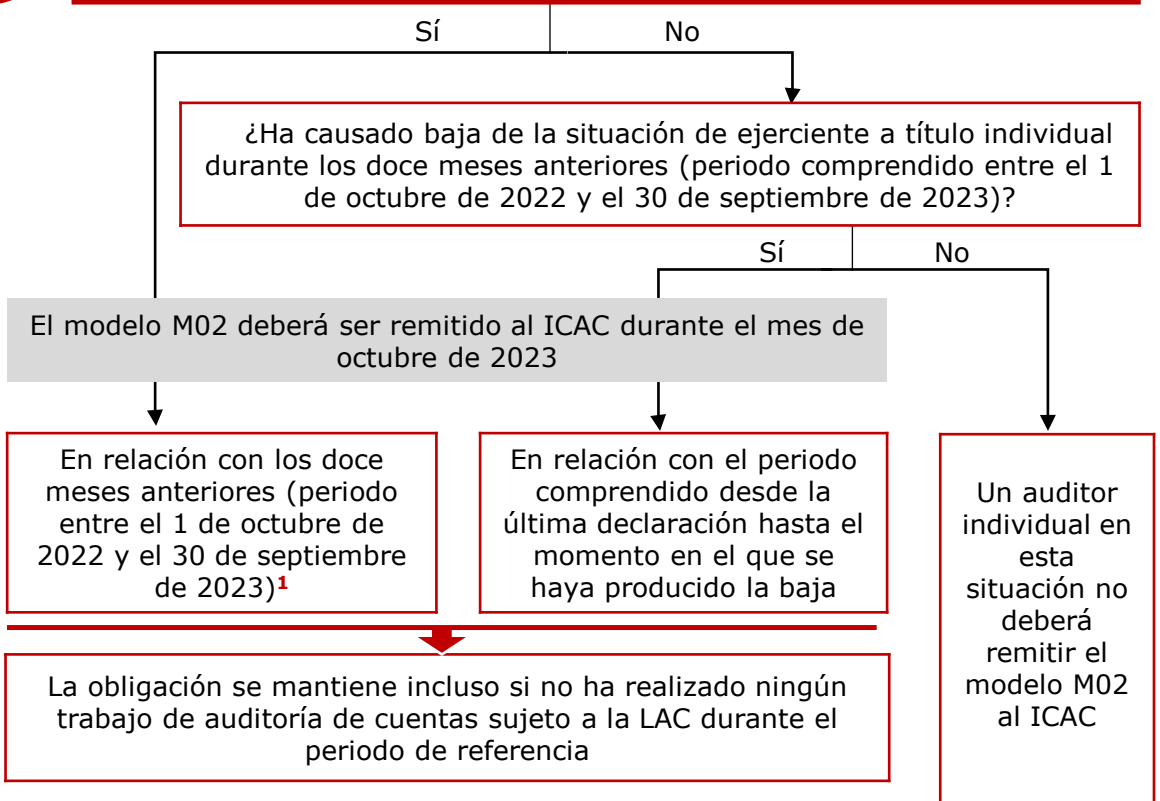 Sí
No
¿Ha causado baja de la situación de ejerciente a título individual
durante los doce meses anteriores (periodo comprendido entre el 1
de octubre de 2022 y el 30 de septiembre de 2023)?
Sí
No
El modelo M02 deberá ser remitido al ICAC durante el mes de
octubre de 2023
En relación con los doce
meses anteriores (periodo
entre el 1 de octubre de
2022 y el 30 de septiembre
de 2023)¹
En relación con el periodo
comprendido desde la
última declaración hasta el
momento en el que se
haya producido la baja
Un auditor
individual en
esta
situación no
deberá
remitir el
modelo M02
al ICAC
La obligación se mantiene incluso si no ha realizado ningún
trabajo de auditoría de cuentas sujeto a la LAC durante el
periodo de referencia